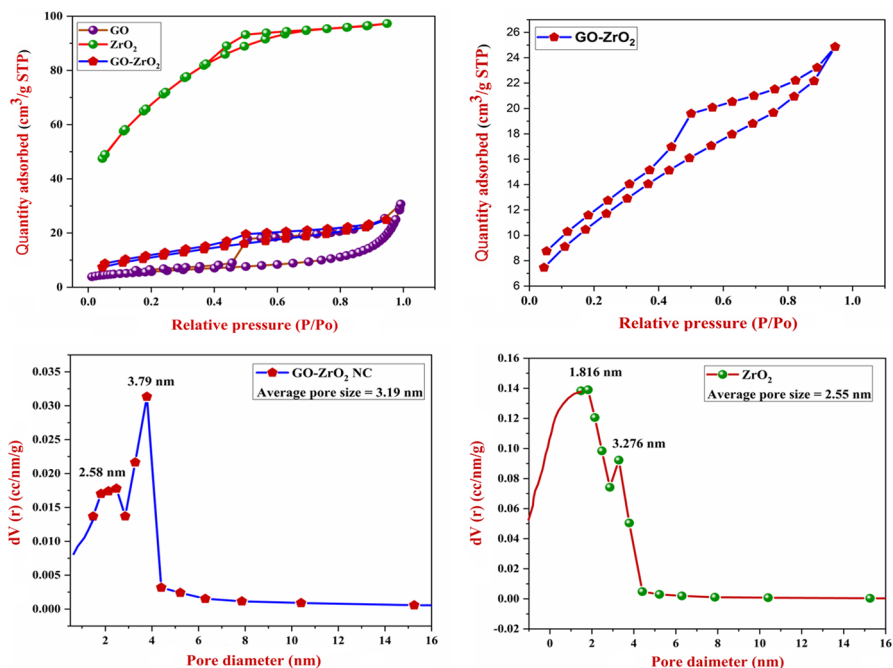 GO
ZrO₂
GO-ZrO₂
Quantity adsorbed (cm³/g STP)
100
80
60
40
20
0
0.0 0.2 0.4 0.6 0.8 1.0
Relative pressure (P/Po)
GO-ZrO₂
Quantity adsorbed (cm³/g STP)
26
24
22
20
18
16
14
12
10
8
6
0.0 0.2 0.4 0.6 0.8 1.0
Relative pressure (P/Po)
GO-ZrO₂ NC
Average pore size = 3.19 nm
3.79 nm
2.58 nm
dV (r) (cc/nm/g)
0.035
0.030
0.025
0.020
0.015
0.010
0.005
0.000
2 4 6 8 10 12 14 16
Pore diameter (nm)
ZrO₂
Average pore size = 2.55 nm
1.816 nm
3.276 nm
dV (r) (cc/nm/g)
0.16
0.14
0.12
0.10
0.08
0.06
0.04
0.02
0.00
-0.02
0 2 4 6 8 10 12 14 16
Pore daimeter (nm)